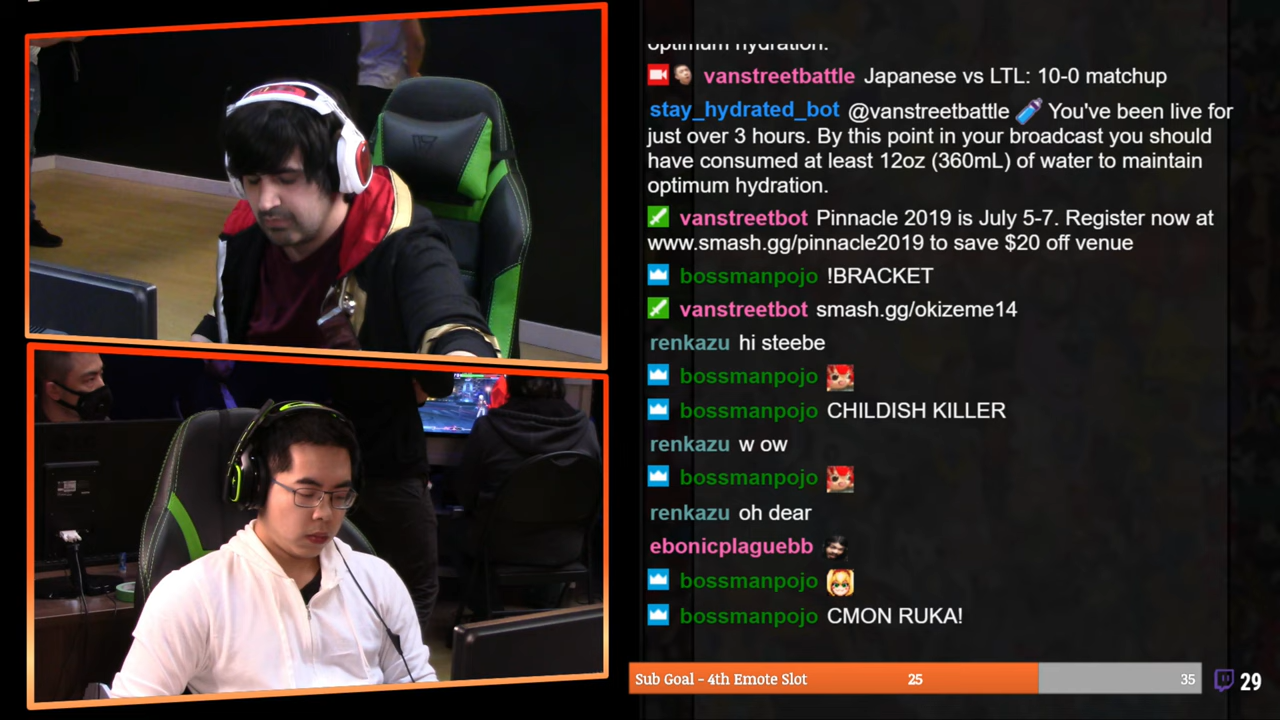 optimum hydration.
vanstreetbattle Japanese vs LTL: 10-0 matchup
stay_hydrated_bot @vanstreetbattle You've been live for
just over 3 hours. By this point in your broadcast you should
have consumed at least 12oz (360mL) of water to maintain
optimum hydration.
vanstreetbot Pinnacle 2019 is July 5-7. Register now at
www.smash.gg/pinnacle2019 to save $20 off venue
bossmanpojo !BRACKET
vanstreetbot smash.gg/okizeme14
renkazu hi steebe
bossmanpojo
bossmanpojo CHILDISH KILLER
renkazu w ow
bossmanpojo
renkazu oh dear
ebonicplaguebb
bossmanpojo
bossmanpojo CMON RUKA!
Sub Goal - 4th Emote Slot 25 35 29